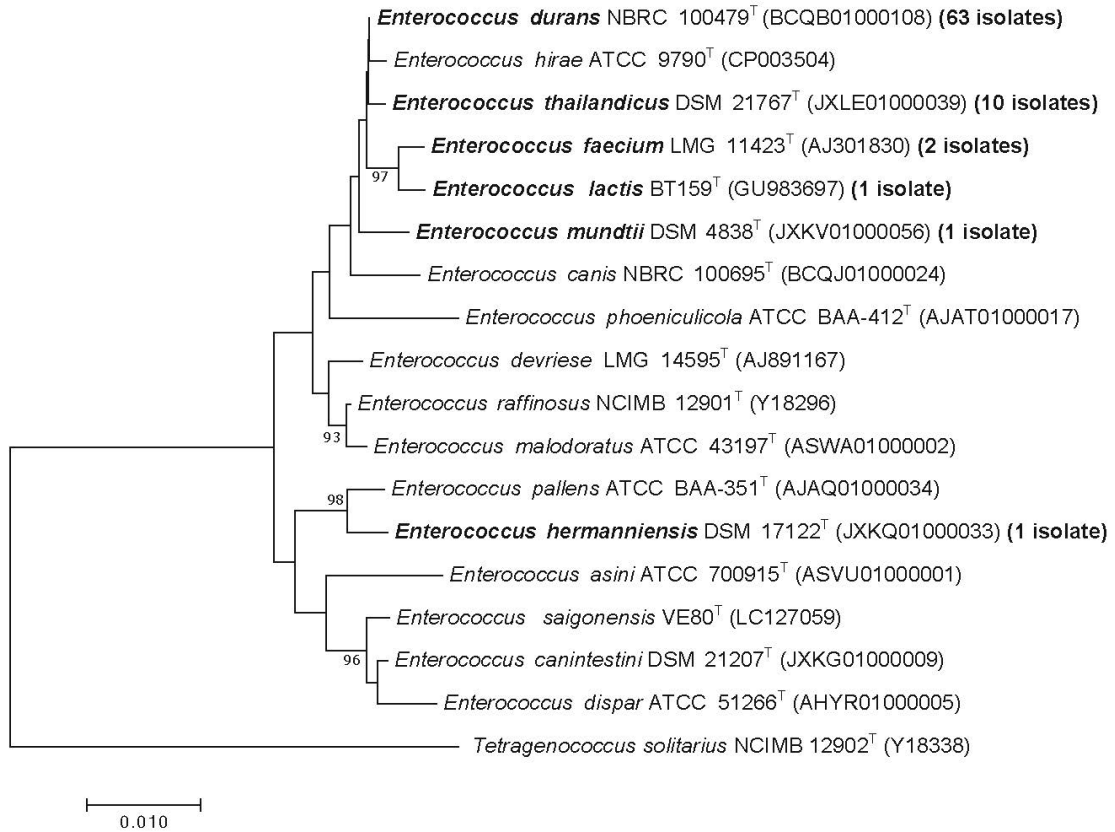 Enterococcus durans NBRC 100479T (BCQB01000108) (63 isolates)
Enterococcus hirae ATCC 9790T (CP003504)
Enterococcus thailandicus DSM 21767T (JXLE01000039) (10 isolates)
Enterococcus faecium LMG 11423T (AJ301830) (2 isolates)
97
Enterococcus lactis BT159T (GU983697) (1 isolate)
Enterococcus mundtii DSM 4838T (JXKV01000056) (1 isolate)
Enterococcus canis NBRC 100695T (BCQJ01000024)
Enterococcus phoeniculicola ATCC BAA-412T (AJAT01000017)
Enterococcus devriese LMG 14595T (AJ891167)
Enterococcus raffinosus NCIMB 12901T (Y18296)
93
Enterococcus malodoratus ATCC 43197T (ASWA01000002)
Enterococcus pallens ATCC BAA-351T (AJAQ01000034)
98
Enterococcus hermanniensis DSM 17122T (JXKQ01000033) (1 isolate)
Enterococcus asini ATCC 700915T (ASVU01000001)
Enterococcus saigonensis VE80T (LC127059)
96
Enterococcus canintestini DSM 21207T (JXKG01000009)
Enterococcus dispar ATCC 51266T (AHYR01000005)
Tetragenococcus solitarius NCIMB 12902T (Y18338)
0.010